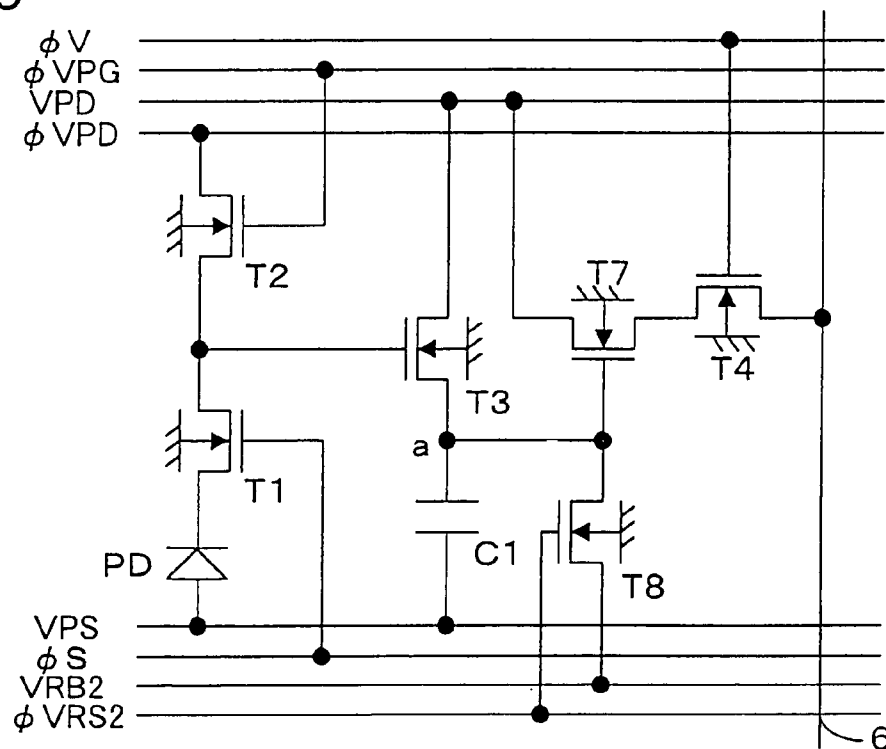 φV
φVPG
VPD
φVPD
T7
T2
T4
T3
a
T1
C1
PD
T8
VPS
φS
VRB2
φVRS2
6